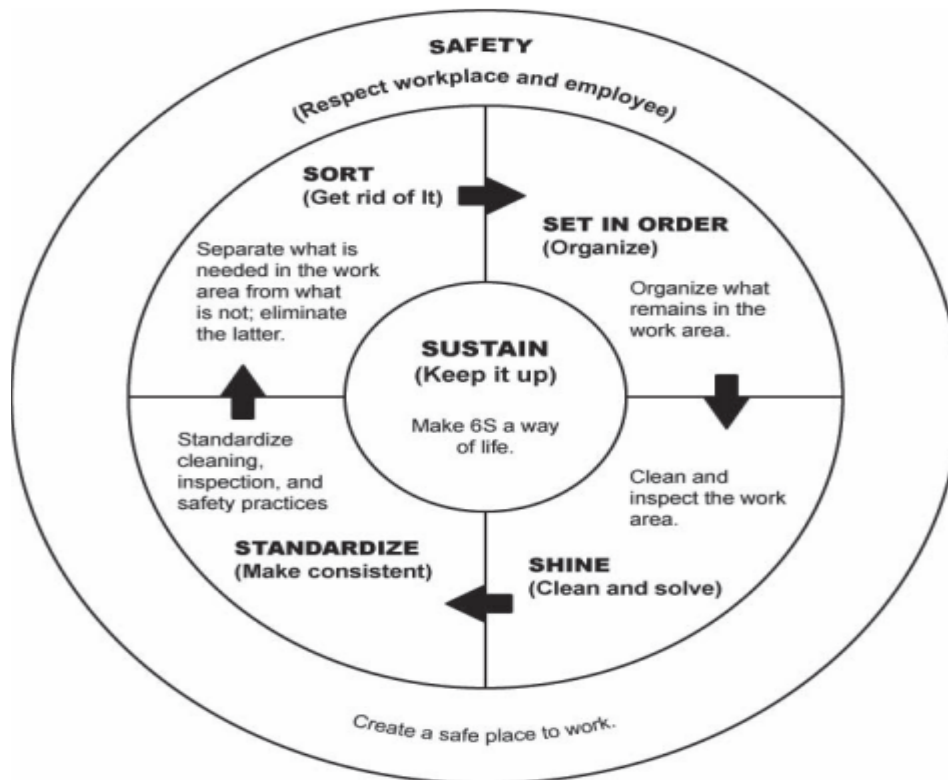 SAFETY
(Respect workplace and employee)
SORT
(Get rid of It)
Separate what is
needed in the work
area from what
is not; eliminate
the latter.
SET IN ORDER
(Organize)
Organize what
remains in the
work area.
SUSTAIN
(Keep it up)
Make 6S a way
of life.
Clean and
inspect the work
area.
SHINE
(Clean and solve)
Standardize
cleaning,
inspection, and
safety practices
STANDARDIZE
(Make consistent)
Create a safe place to work.